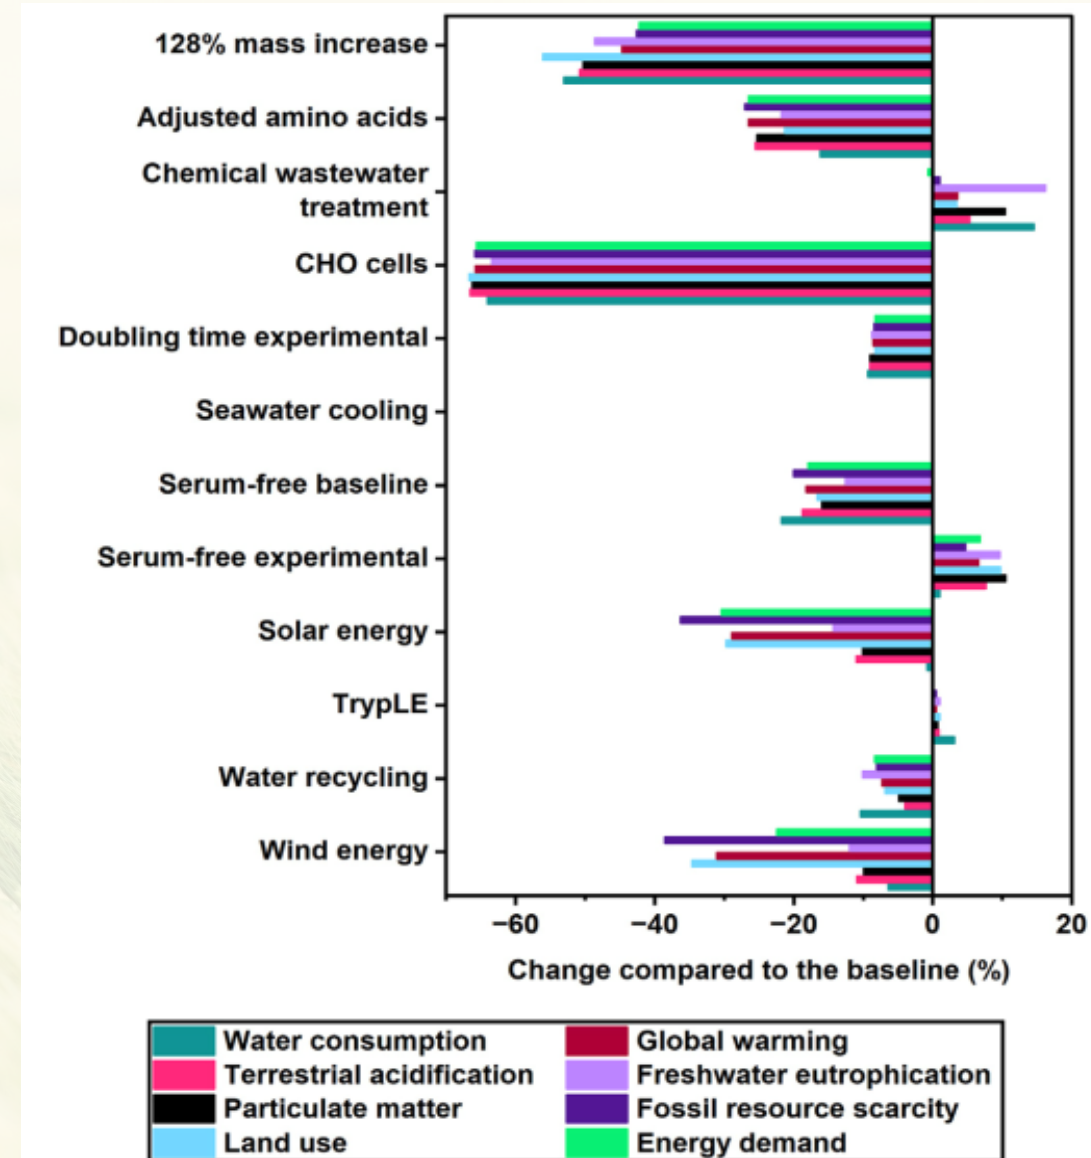 128% mass increase
Adjusted amino acids
Chemical wastewater
treatment
CHO cells
Doubling time experimental
Seawater cooling
Serum-free baseline
Serum-free experimental
Solar energy
TrypLE
Water recycling
Wind energy
−60 −40 −20 0 20
Change compared to the baseline (%)
Water consumption Global warming
Terrestrial acidification Freshwater eutrophication
Particulate matter Fossil resource scarcity
Land use Energy demand